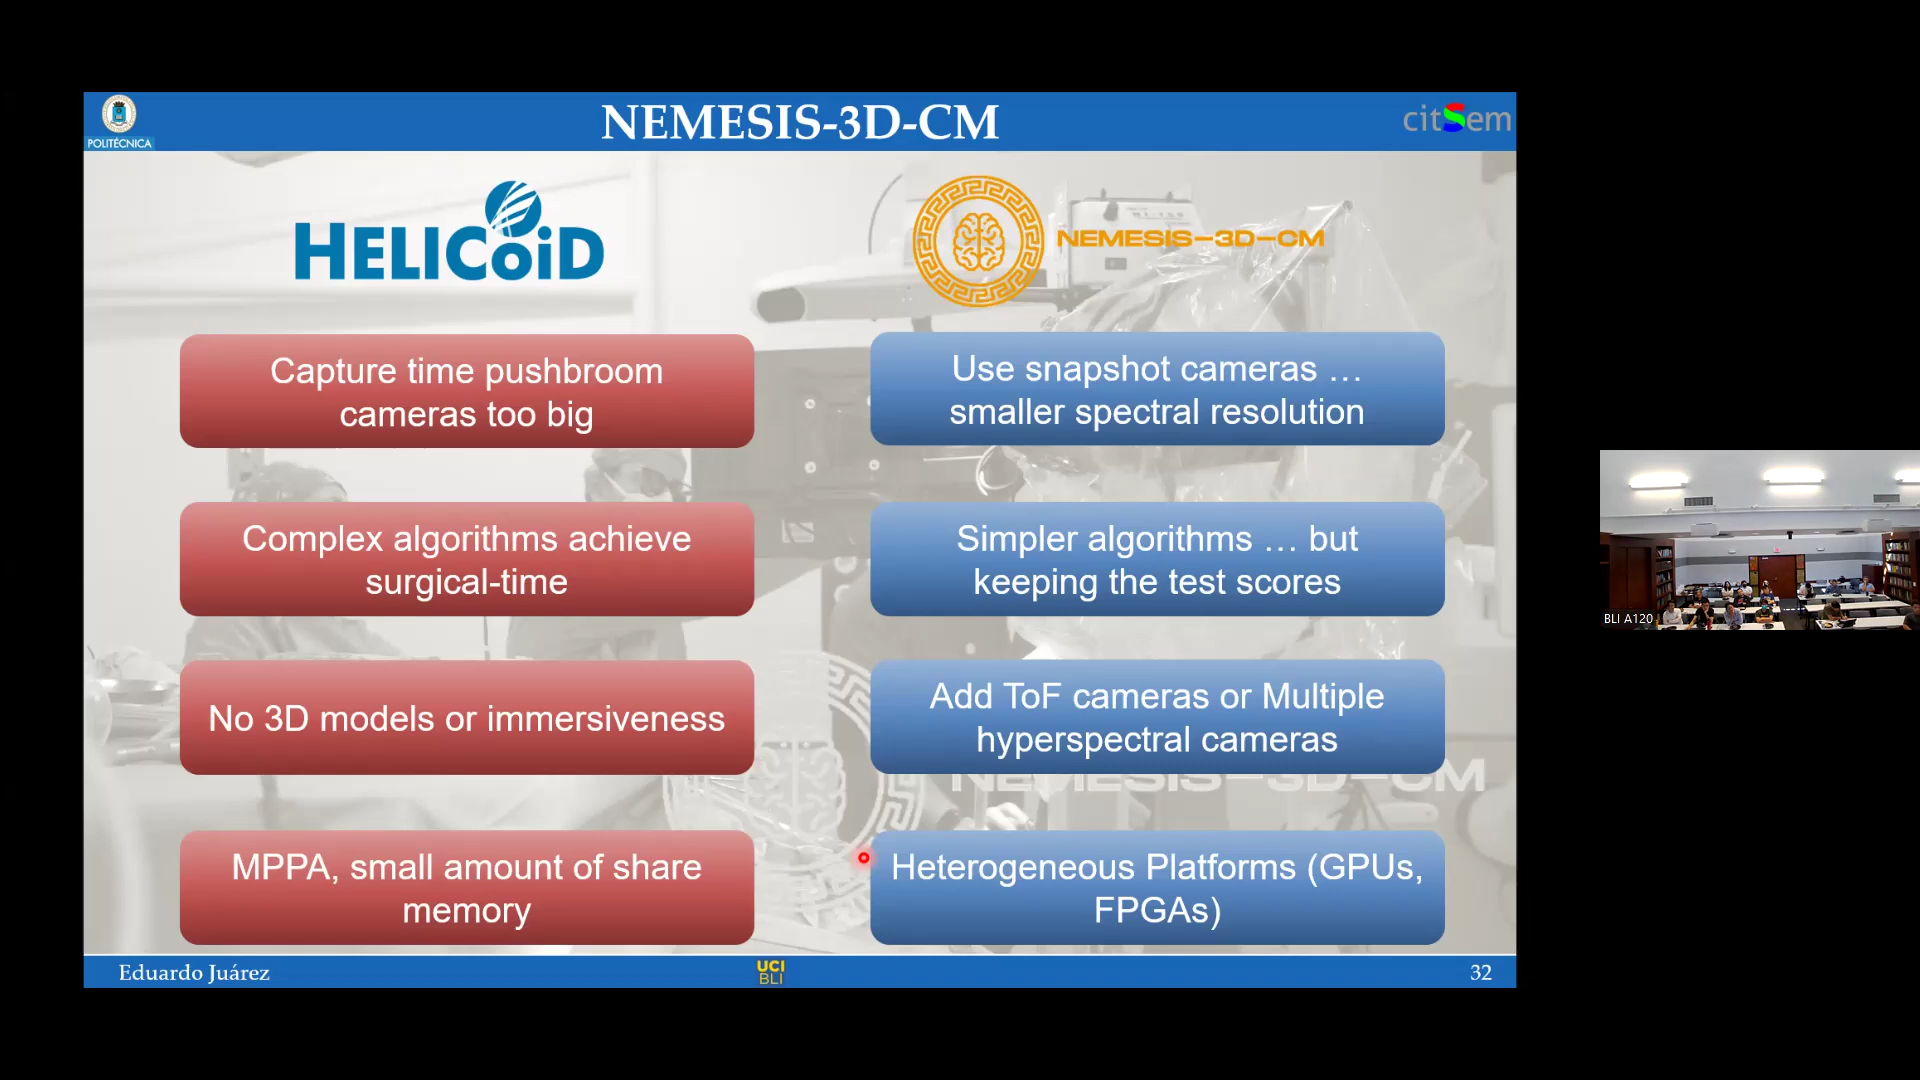 POLITÉCNICA
NEMESIS-3D-CM
citSem
HELICoiD
NEMESIS-3D-CM
Capture time pushbroom
cameras too big
Use snapshot cameras …
smaller spectral resolution
Complex algorithms achieve
surgical-time
Simpler algorithms … but
keeping the test scores
No 3D models or immersiveness
Add ToF cameras or Multiple
hyperspectral cameras
NEMESIS-3D-CM
MPPA, small amount of share
memory
Heterogeneous Platforms (GPUs,
FPGAs)
Eduardo Juárez
UCI
BLI
32
BLI A120